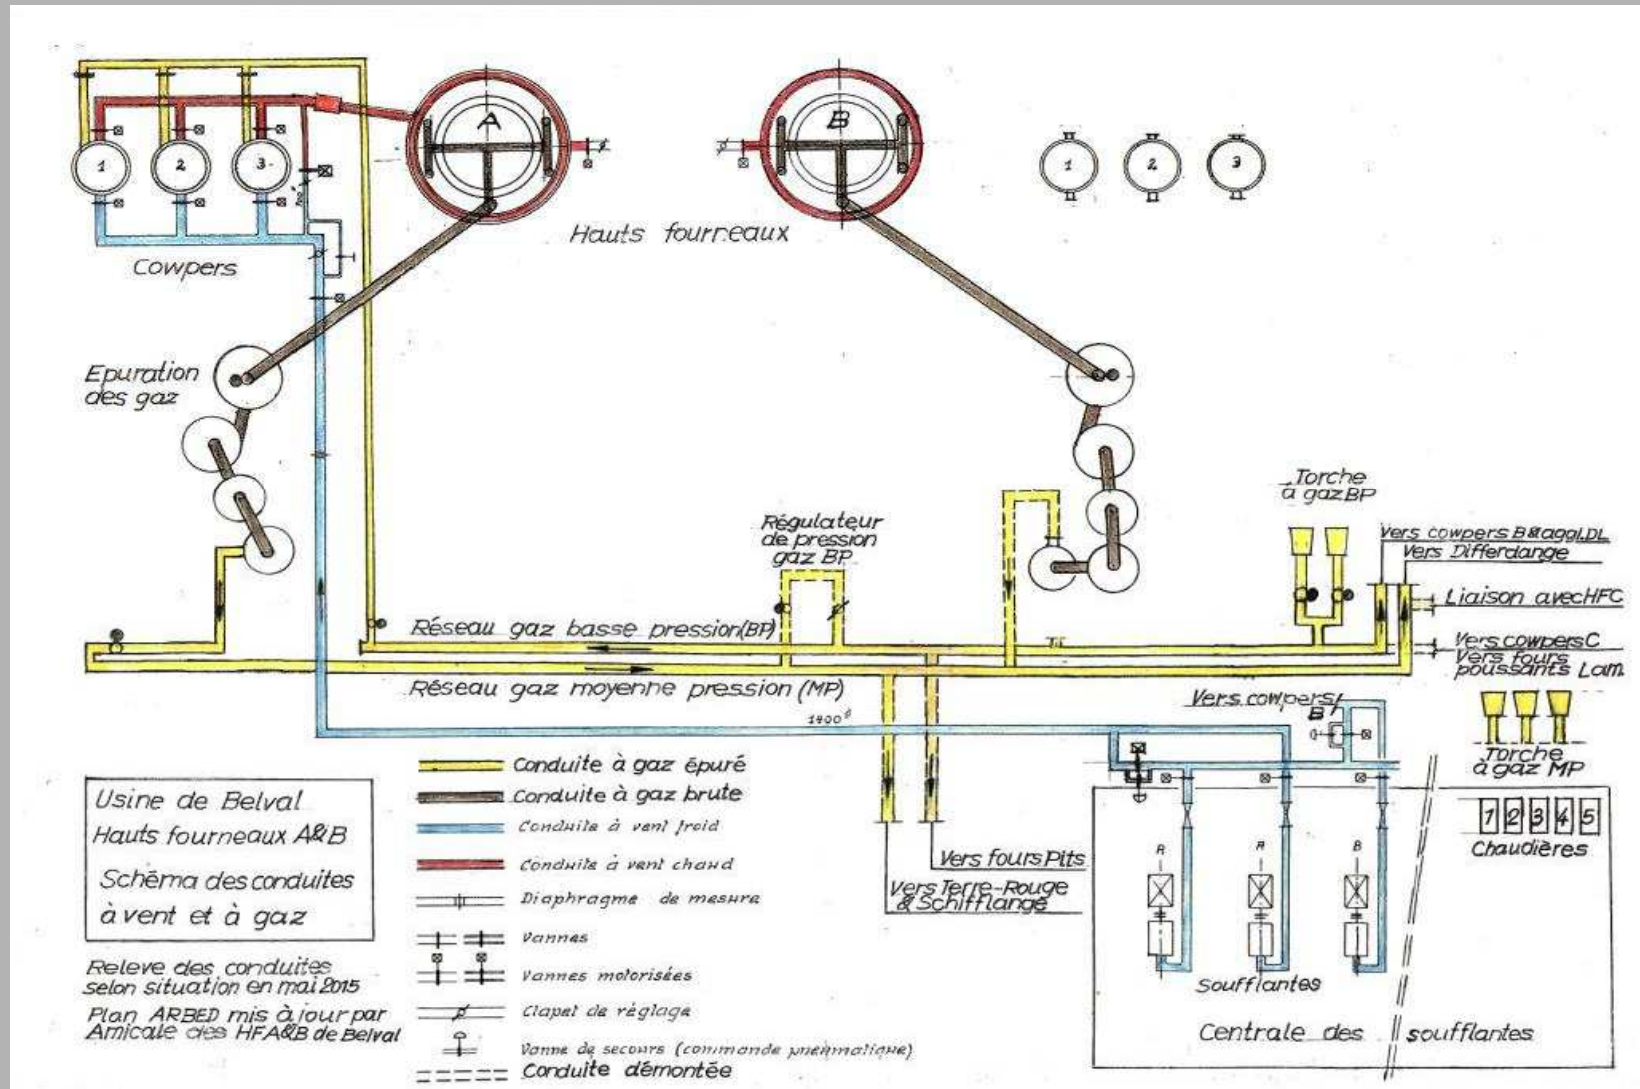 A
B
1
2
3
1
2
3
Hauts fourneaux
Cowpers
Epuration
des gaz
Régulateur
de pression
gaz BP
Torche
à gaz BP
Vers cowpers B & aggl. DL
Vers Differdange
Liaison avec HFC
Vers cowpers C
Vers fours
poussants Lam.
Réseau gaz basse pression (BP)
Réseau gaz moyenne pression (MP)
1400
Vers cowpers
B
Torche
à gaz MP
Conduite à gaz épuré
Conduite à gaz brute
Conduite à vent froid
Conduite à vent chaud
Diaphragme de mesure
Vannes
Vannes motorisées
Clapet de réglage
Vanne de secours (commande pneumatique)
Conduite démontée
Vers fours Pits
Vers Terre-Rouge
& Schifflange
1 2 3 4 5
Chaudières
B
Soufflantes
Centrale des soufflantes
Usine de Belval
Hauts fourneaux A&B
Schéma des conduites
à vent et à gaz
Releve des conduites
selon situation en mai 2015
Plan ARBED mis à jour par
Amicale des HFA&B de Belval